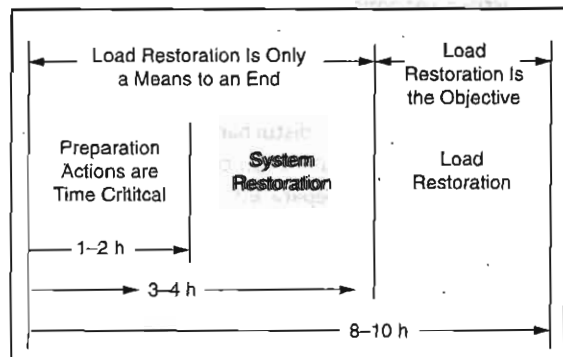 Load Restoration Is Only
a Means to an End
Load
Restoration Is
the Objective
Preparation
Actions are
Time Crititcal
System
Restoration
Load
Restoration
1–2 h
3–4 h
8–10 h